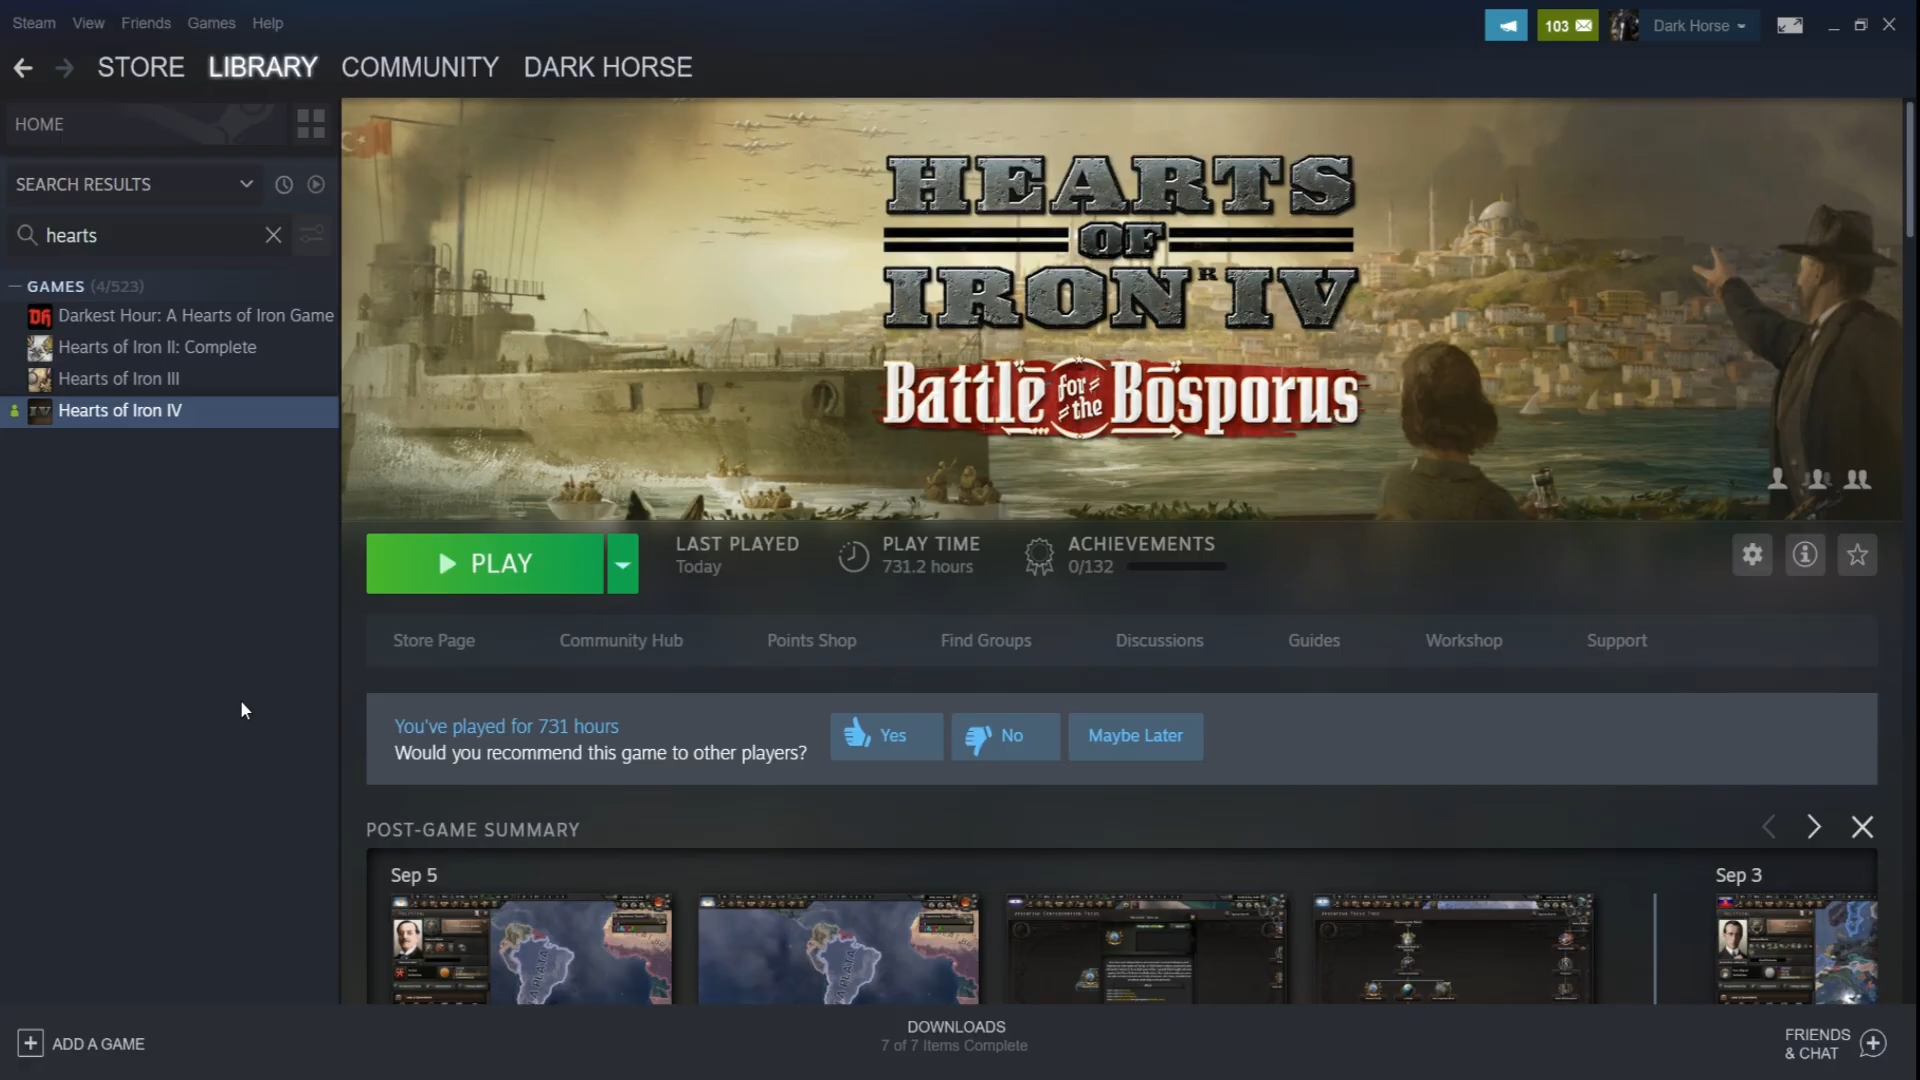 Steam View Friends Games Help
103
Dark Horse
STORE LIBRARY COMMUNITY DARK HORSE
HOME
SEARCH RESULTS
hearts
GAMES (4/523)
Darkest Hour: A Hearts of Iron Game
Hearts of Iron II: Complete
Hearts of Iron III
Hearts of Iron IV
HEARTS
OF
IRON R IV
Battle for the Bosporus
PLAY
LAST PLAYED
Today
PLAY TIME
731.2 hours
ACHIEVEMENTS
0/132
Store Page Community Hub Points Shop Find Groups Discussions Guides Workshop Support
You've played for 731 hours
Would you recommend this game to other players?
Yes No Maybe Later
POST-GAME SUMMARY
Sep 5
Sep 3
LA PLATA
LA PLATA
ADD A GAME
DOWNLOADS
7 of 7 Items Complete
FRIENDS
& CHAT